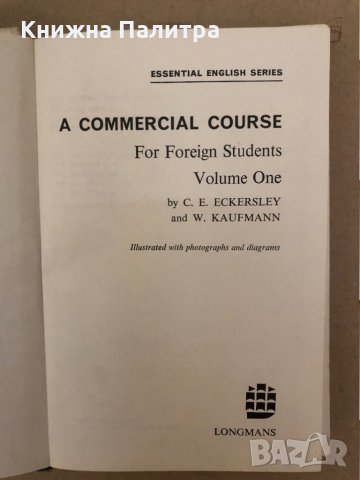 Книжна Палитра
ESSENTIAL ENGLISH SERIES
A COMMERCIAL COURSE
For Foreign Students
Volume One
by C. E. ECKERSLEY
and W. KAUFMANN
Illustrated with photographs and diagrams
LONGMANS
BAZAR